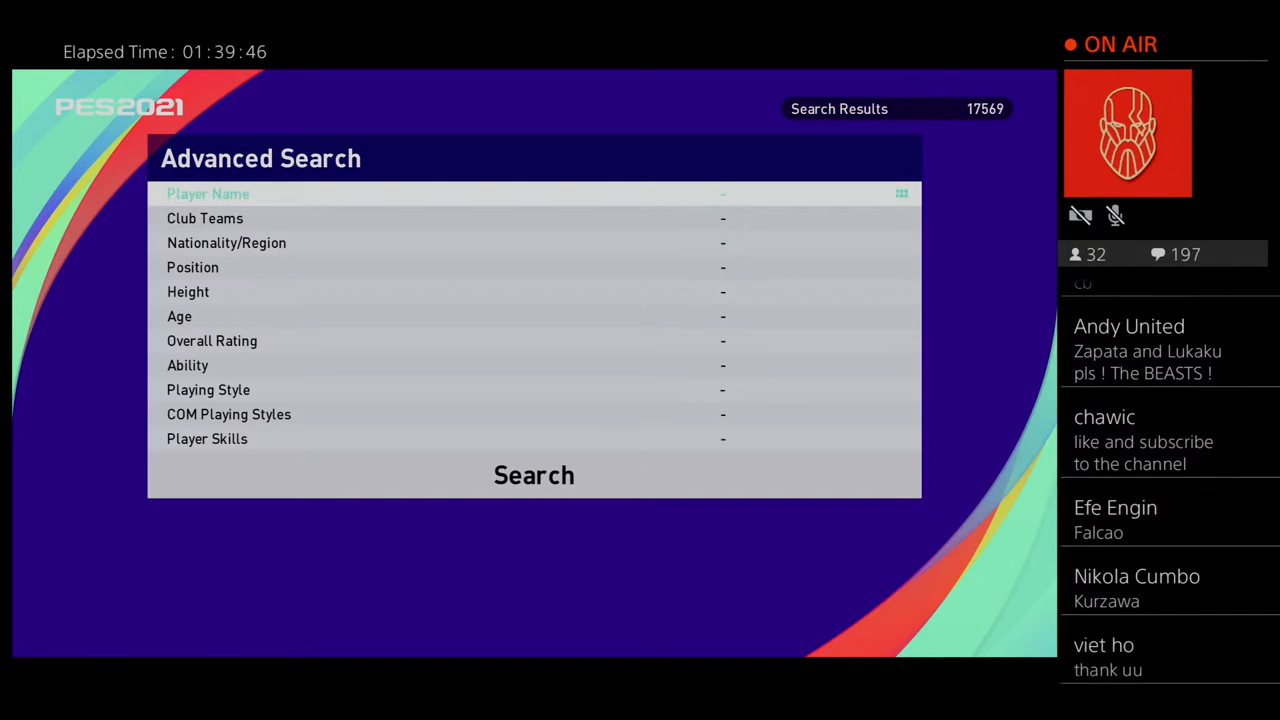 Elapsed Time: 01:39:46
ON AIR
PES2021
Search Results 17569
Advanced Search
Player Name -
Club Teams -
Nationality/Region -
Position -
Height -
Age -
Overall Rating -
Ability -
Playing Style -
COM Playing Styles -
Player Skills -
Search
32 197
Andy United
Zapata and Lukaku
pls ! The BEASTS !
chawic
like and subscribe
to the channel
Efe Engin
Falcao
Nikola Cumbo
Kurzawa
viet ho
thank uu